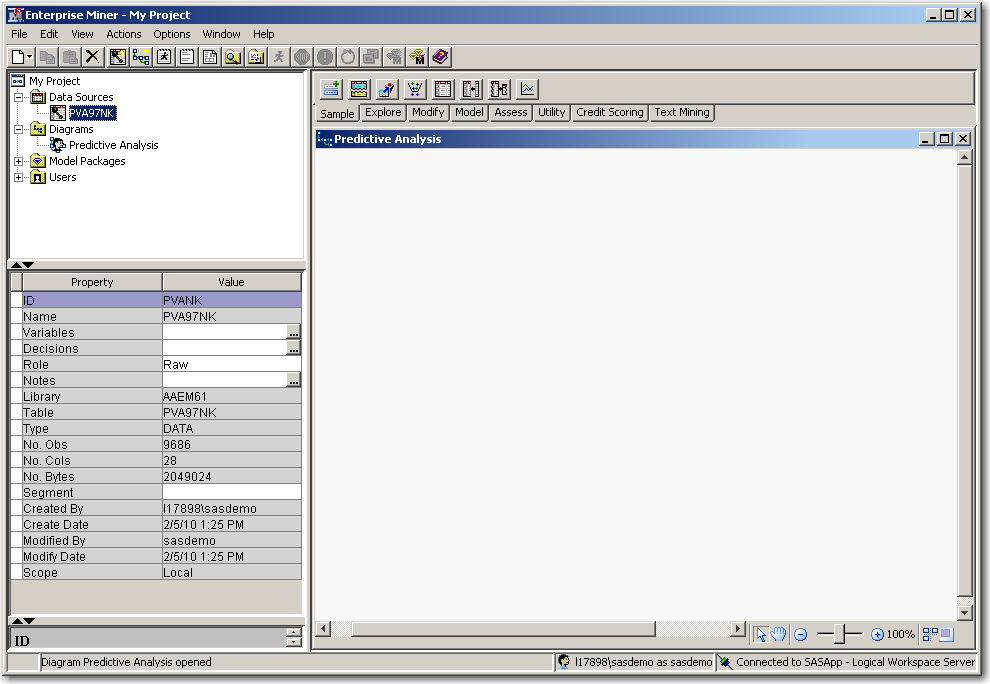 Enterprise Miner - My Project
File Edit View Actions Options Window Help
My Project
Data Sources
PVA97NK
Diagrams
Predictive Analysis
Model Packages
Users
Property Value
ID PVANK
Name PVA97NK
Variables ...
Decisions ...
Role Raw
Notes ...
Library AAEM61
Table PVA97NK
Type DATA
No. Obs 9686
No. Cols 28
No. Bytes 2049024
Segment
Created By l17898\sasdemo
Create Date 2/5/10 1:25 PM
Modified By sasdemo
Modify Date 2/5/10 1:25 PM
Scope Local
ID
Sample Explore Modify Model Assess Utility Credit Scoring Text Mining
Predictive Analysis
100%
Diagram Predictive Analysis opened
l17898\sasdemo as sasdemo
Connected to SASApp - Logical Workspace Server